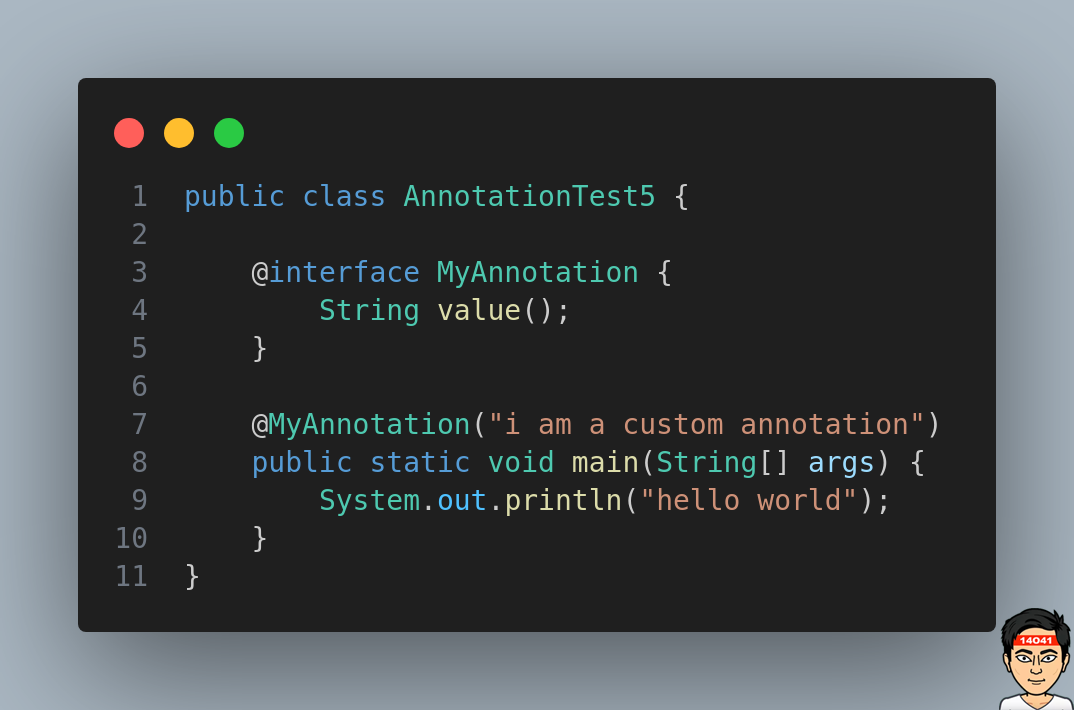 1 public class AnnotationTest5 {
2
3     @interface MyAnnotation {
4         String value();
5     }
6
7     @MyAnnotation("i am a custom annotation")
8     public static void main(String[] args) {
9         System.out.println("hello world");
10     }
11 }
14041